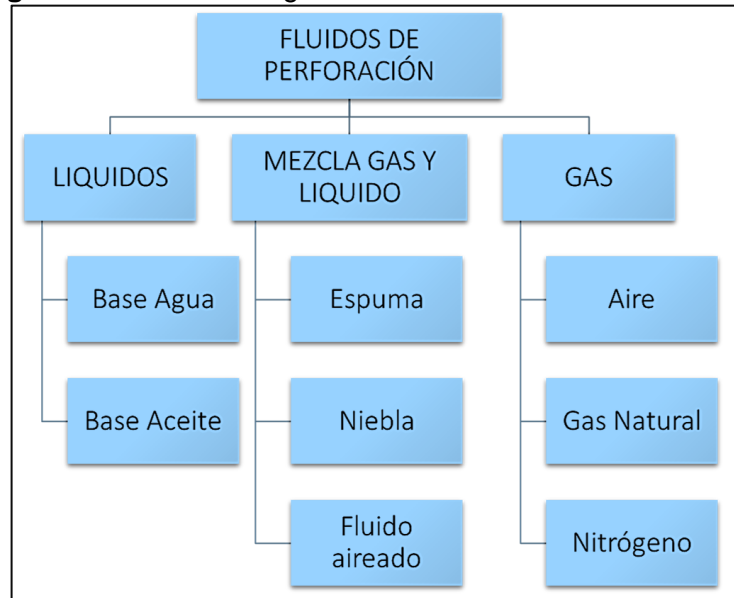 FLUIDOS DE
PERFORACIÓN
LIQUIDOS
MEZCLA GAS Y
LIQUIDO
GAS
Base Agua
Espuma
Aire
Base Aceite
Niebla
Gas Natural
Fluido
aireado
Nitrógeno